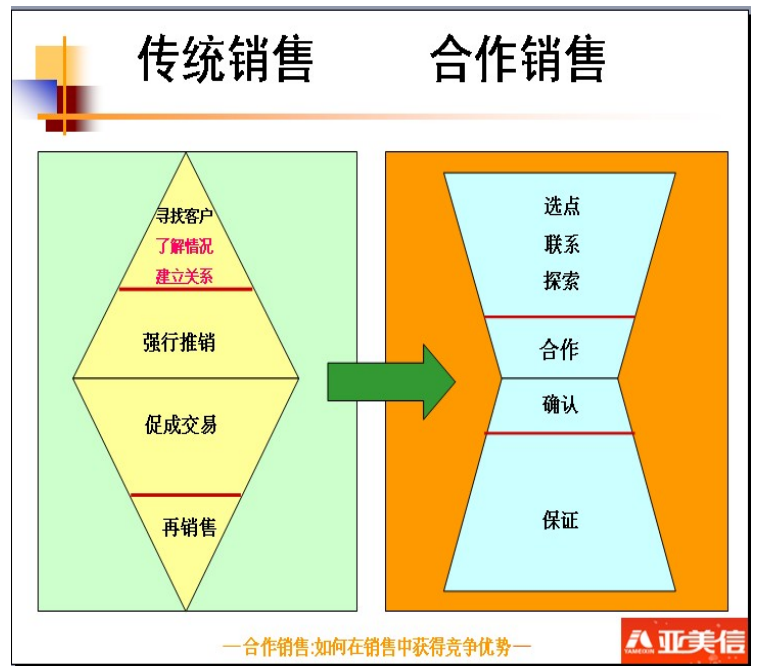 传统销售 合作销售
寻找客户
了解情况
建立关系
强行推销
促成交易
再销售
选点
联系
探索
合作
确认
保证
—合作销售:如何在销售中获得竞争优势—
亚美信
YAMEIXIN